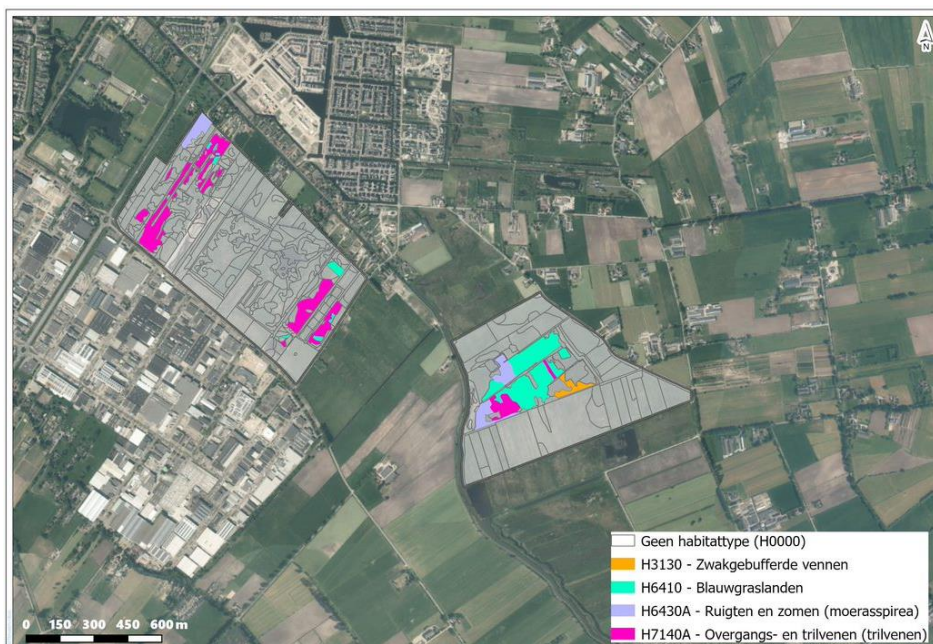 N
Geen habitattype (H0000)
H3130 - Zwakgebufferde vennen
H6410 - Blauwgraslanden
H6430A - Ruigten en zomen (moerasspirea)
H7140A - Overgangs- en trilvenen (trilvenen)
0 150 300 450 600 m